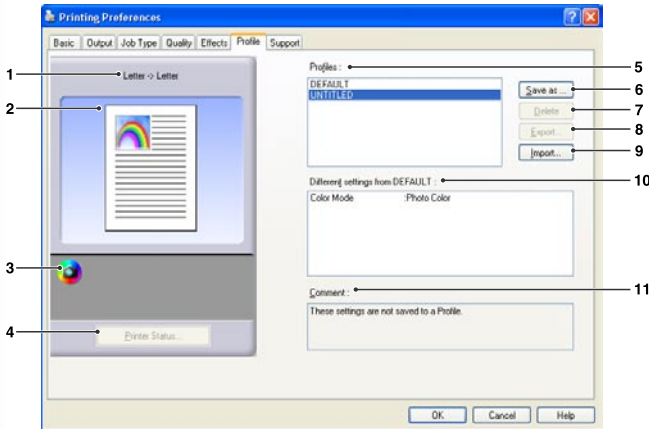 Printing Preferences
Basic Output Job Type Quality Effects Profile Support
1 Letter -> Letter
2
3
4 Printer Status...
Profiles : 5
DEFAULT
UNTITLED
Save as ... 6
Delete 7
Export... 8
Import... 9
Different settings from DEFAULT : 10
Color Mode :Photo Color
Comment : 11
These settings are not saved to a Profile.
OK Cancel Help